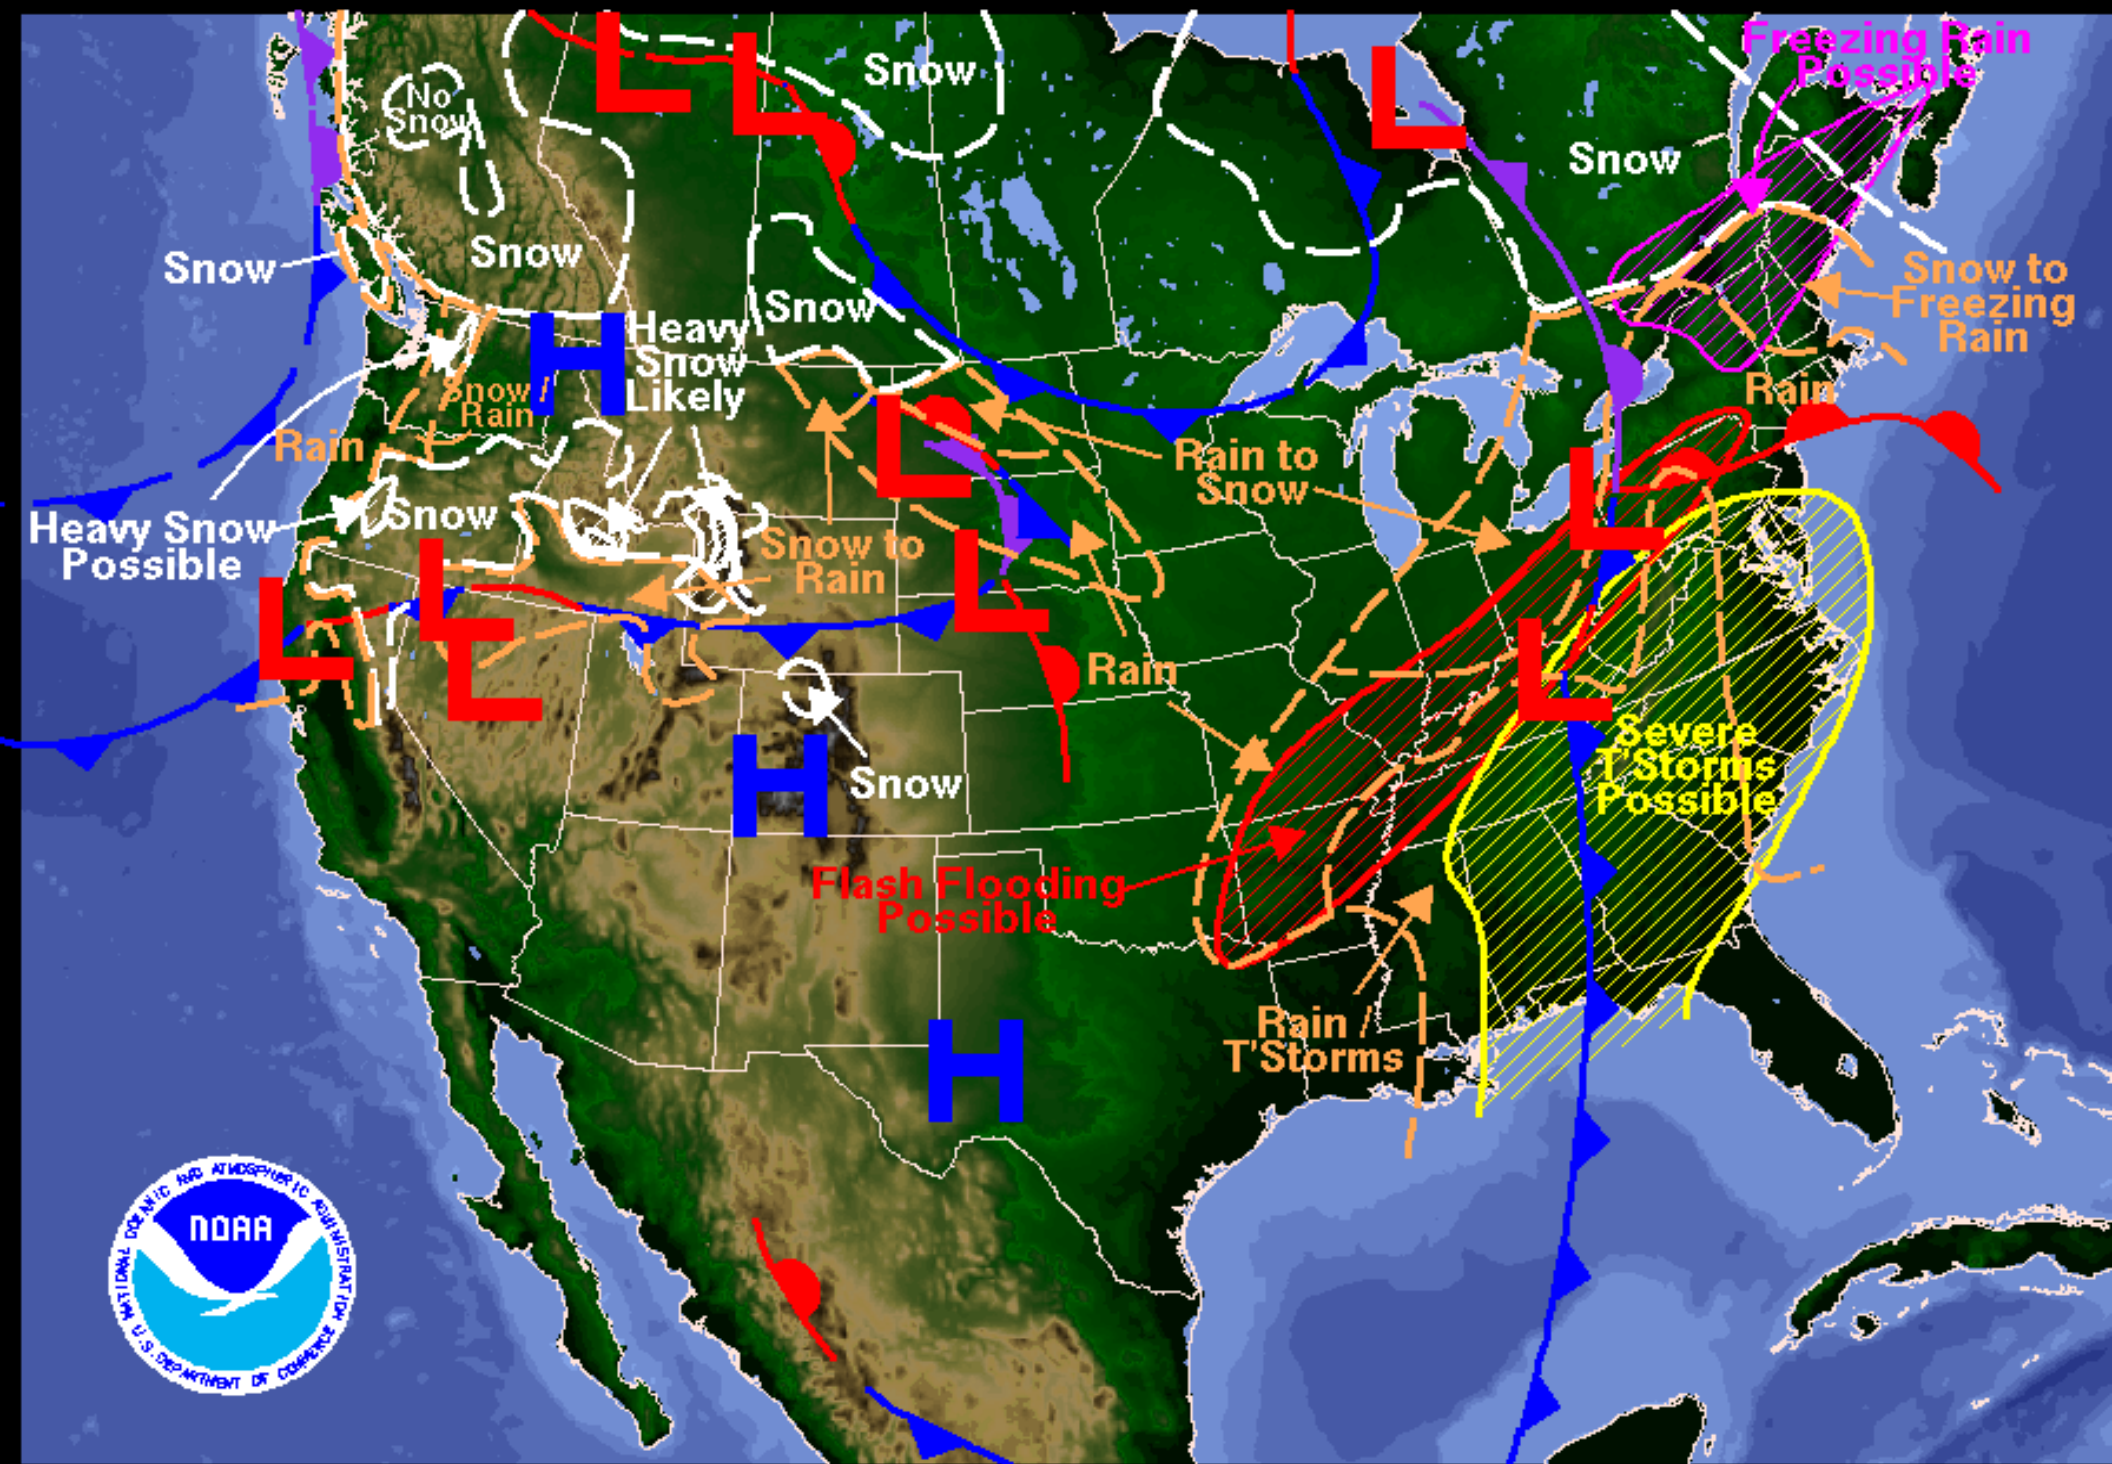 Freezing Rain
Possible
L
L
L
Snow
No
Snow
Snow
Snow
Snow
Snow to
Freezing
Rain
Snow
H
Heavy
Snow
Likely
Snow /
Rain
Rain
Rain
L
Rain to
Snow
L
Heavy Snow
Possible
Snow
Snow to
Rain
L
L
L
L
L
Rain
Severe
T'Storms
Possible
H
Snow
Flash Flooding
Possible
Rain /
T'Storms
H
NATIONAL OCEANIC AND ATMOSPHERIC ADMINISTRATION
NOAA
U.S. DEPARTMENT OF COMMERCE